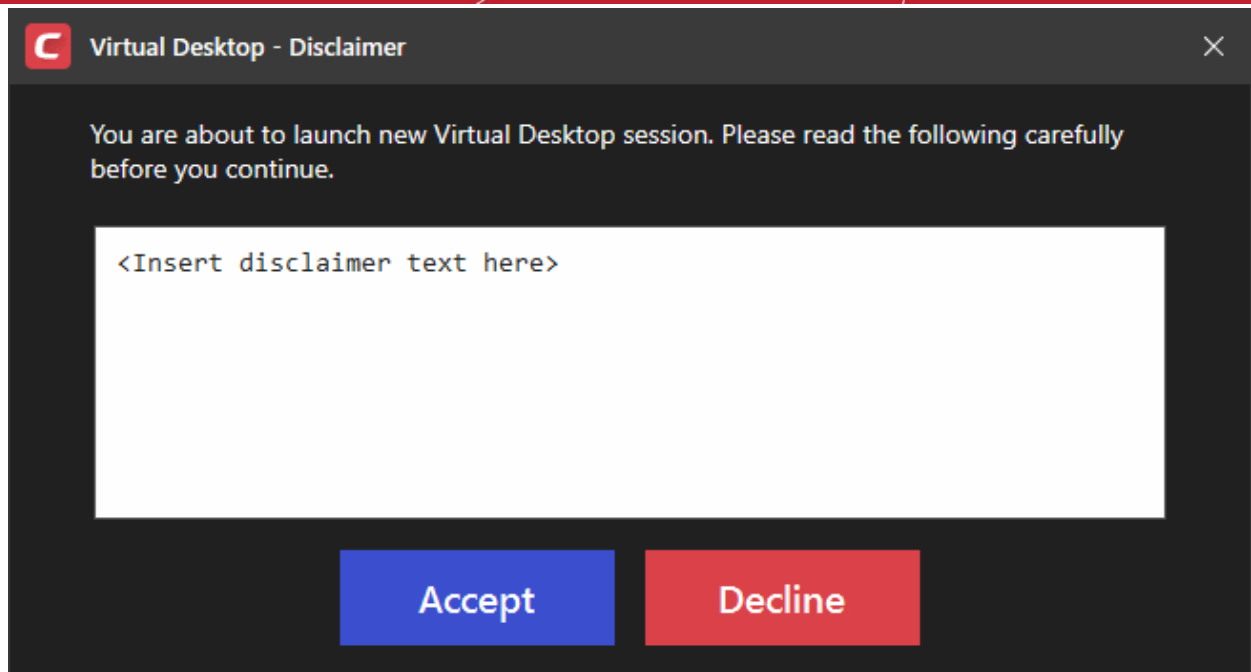 Virtual Desktop - Disclaimer
You are about to launch new Virtual Desktop session. Please read the following carefully
before you continue.
<Insert disclaimer text here>
Accept
Decline